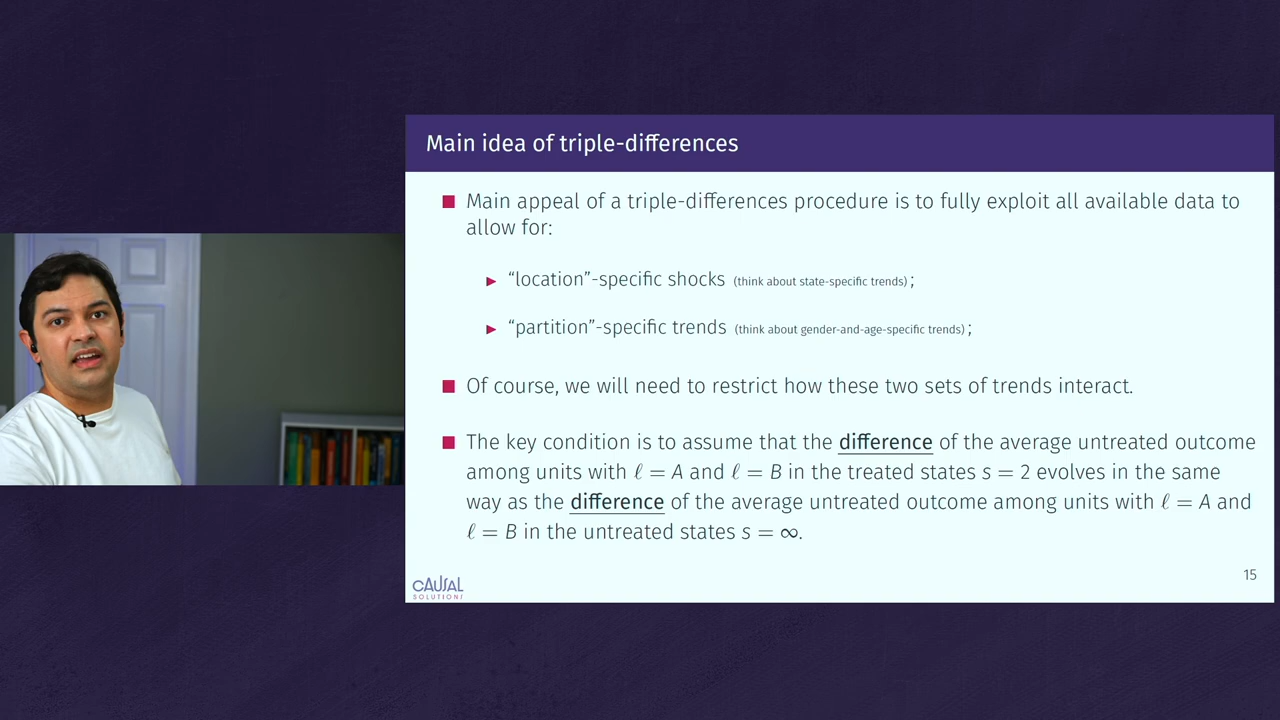 Main idea of triple-differences
■ Main appeal of a triple-differences procedure is to fully exploit all available data to
allow for:
▶ “location”-specific shocks (think about state-specific trends) ;
▶ “partition”-specific trends (think about gender-and-age-specific trends) ;
■ Of course, we will need to restrict how these two sets of trends interact.
■ The key condition is to assume that the difference of the average untreated outcome
among units with ℓ = A and ℓ = B in the treated states s = 2 evolves in the same
way as the difference of the average untreated outcome among units with ℓ = A and
ℓ = B in the untreated states s = ∞.
15
CAUSAL
SOLUTIONS